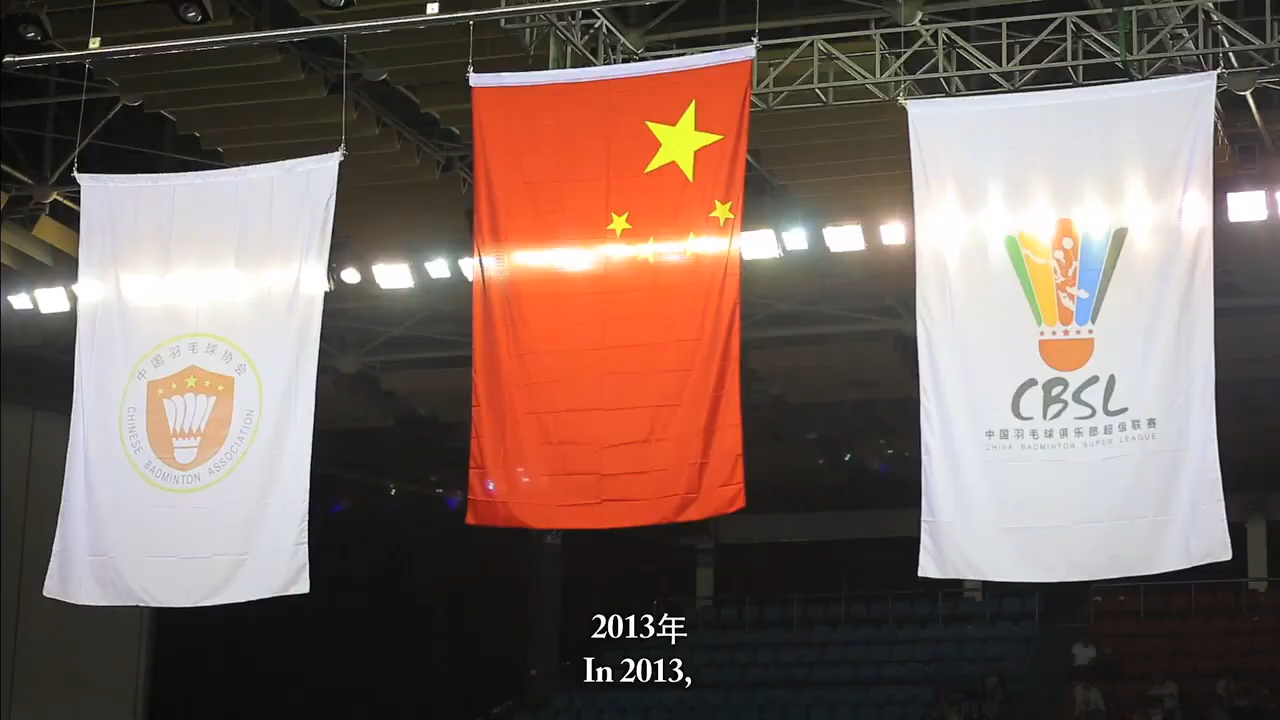 中国羽毛球协会
CHINESE BADMINTON ASSOCIATION
CBSL
中国羽毛球俱乐部超级联赛
CHINA BADMINTON SUPER LEAGUE
2013年
In 2013,